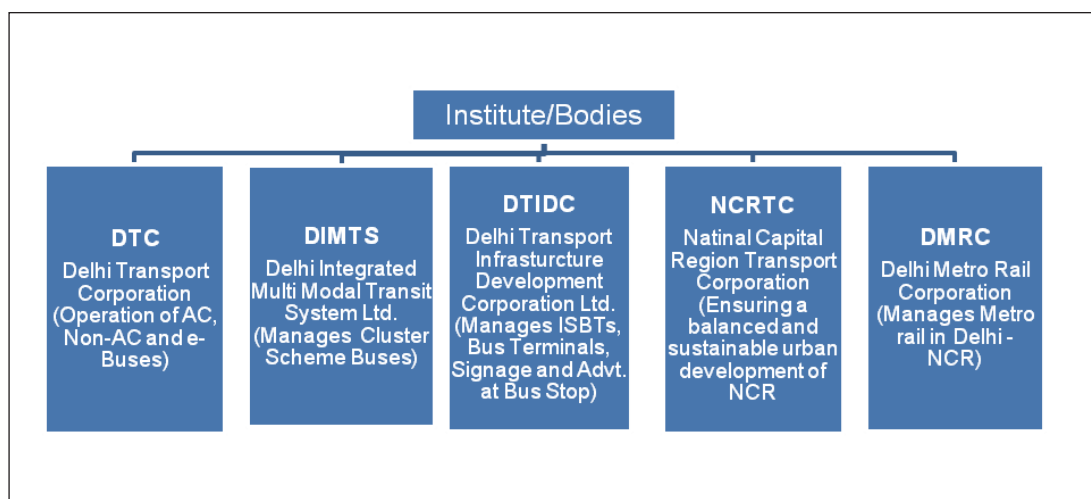 Institute/Bodies
DTC
Delhi Transport
Corporation
(Operation of AC,
Non-AC and e-
Buses)
DIMTS
Delhi Integrated
Multi Modal Transit
System Ltd.
(Manages Cluster
Scheme Buses)
DTIDC
Delhi Transport
Infrasturcture
Development
Corporation Ltd.
(Manages ISBTs,
Bus Terminals,
Signage and Advt.
at Bus Stop)
NCRTC
Natinal Capital
Region Transport
Corporation
(Ensuring a
balanced and
sustainable urban
development of
NCR
DMRC
Delhi Metro Rail
Corporation
(Manages Metro
rail in Delhi -
NCR)